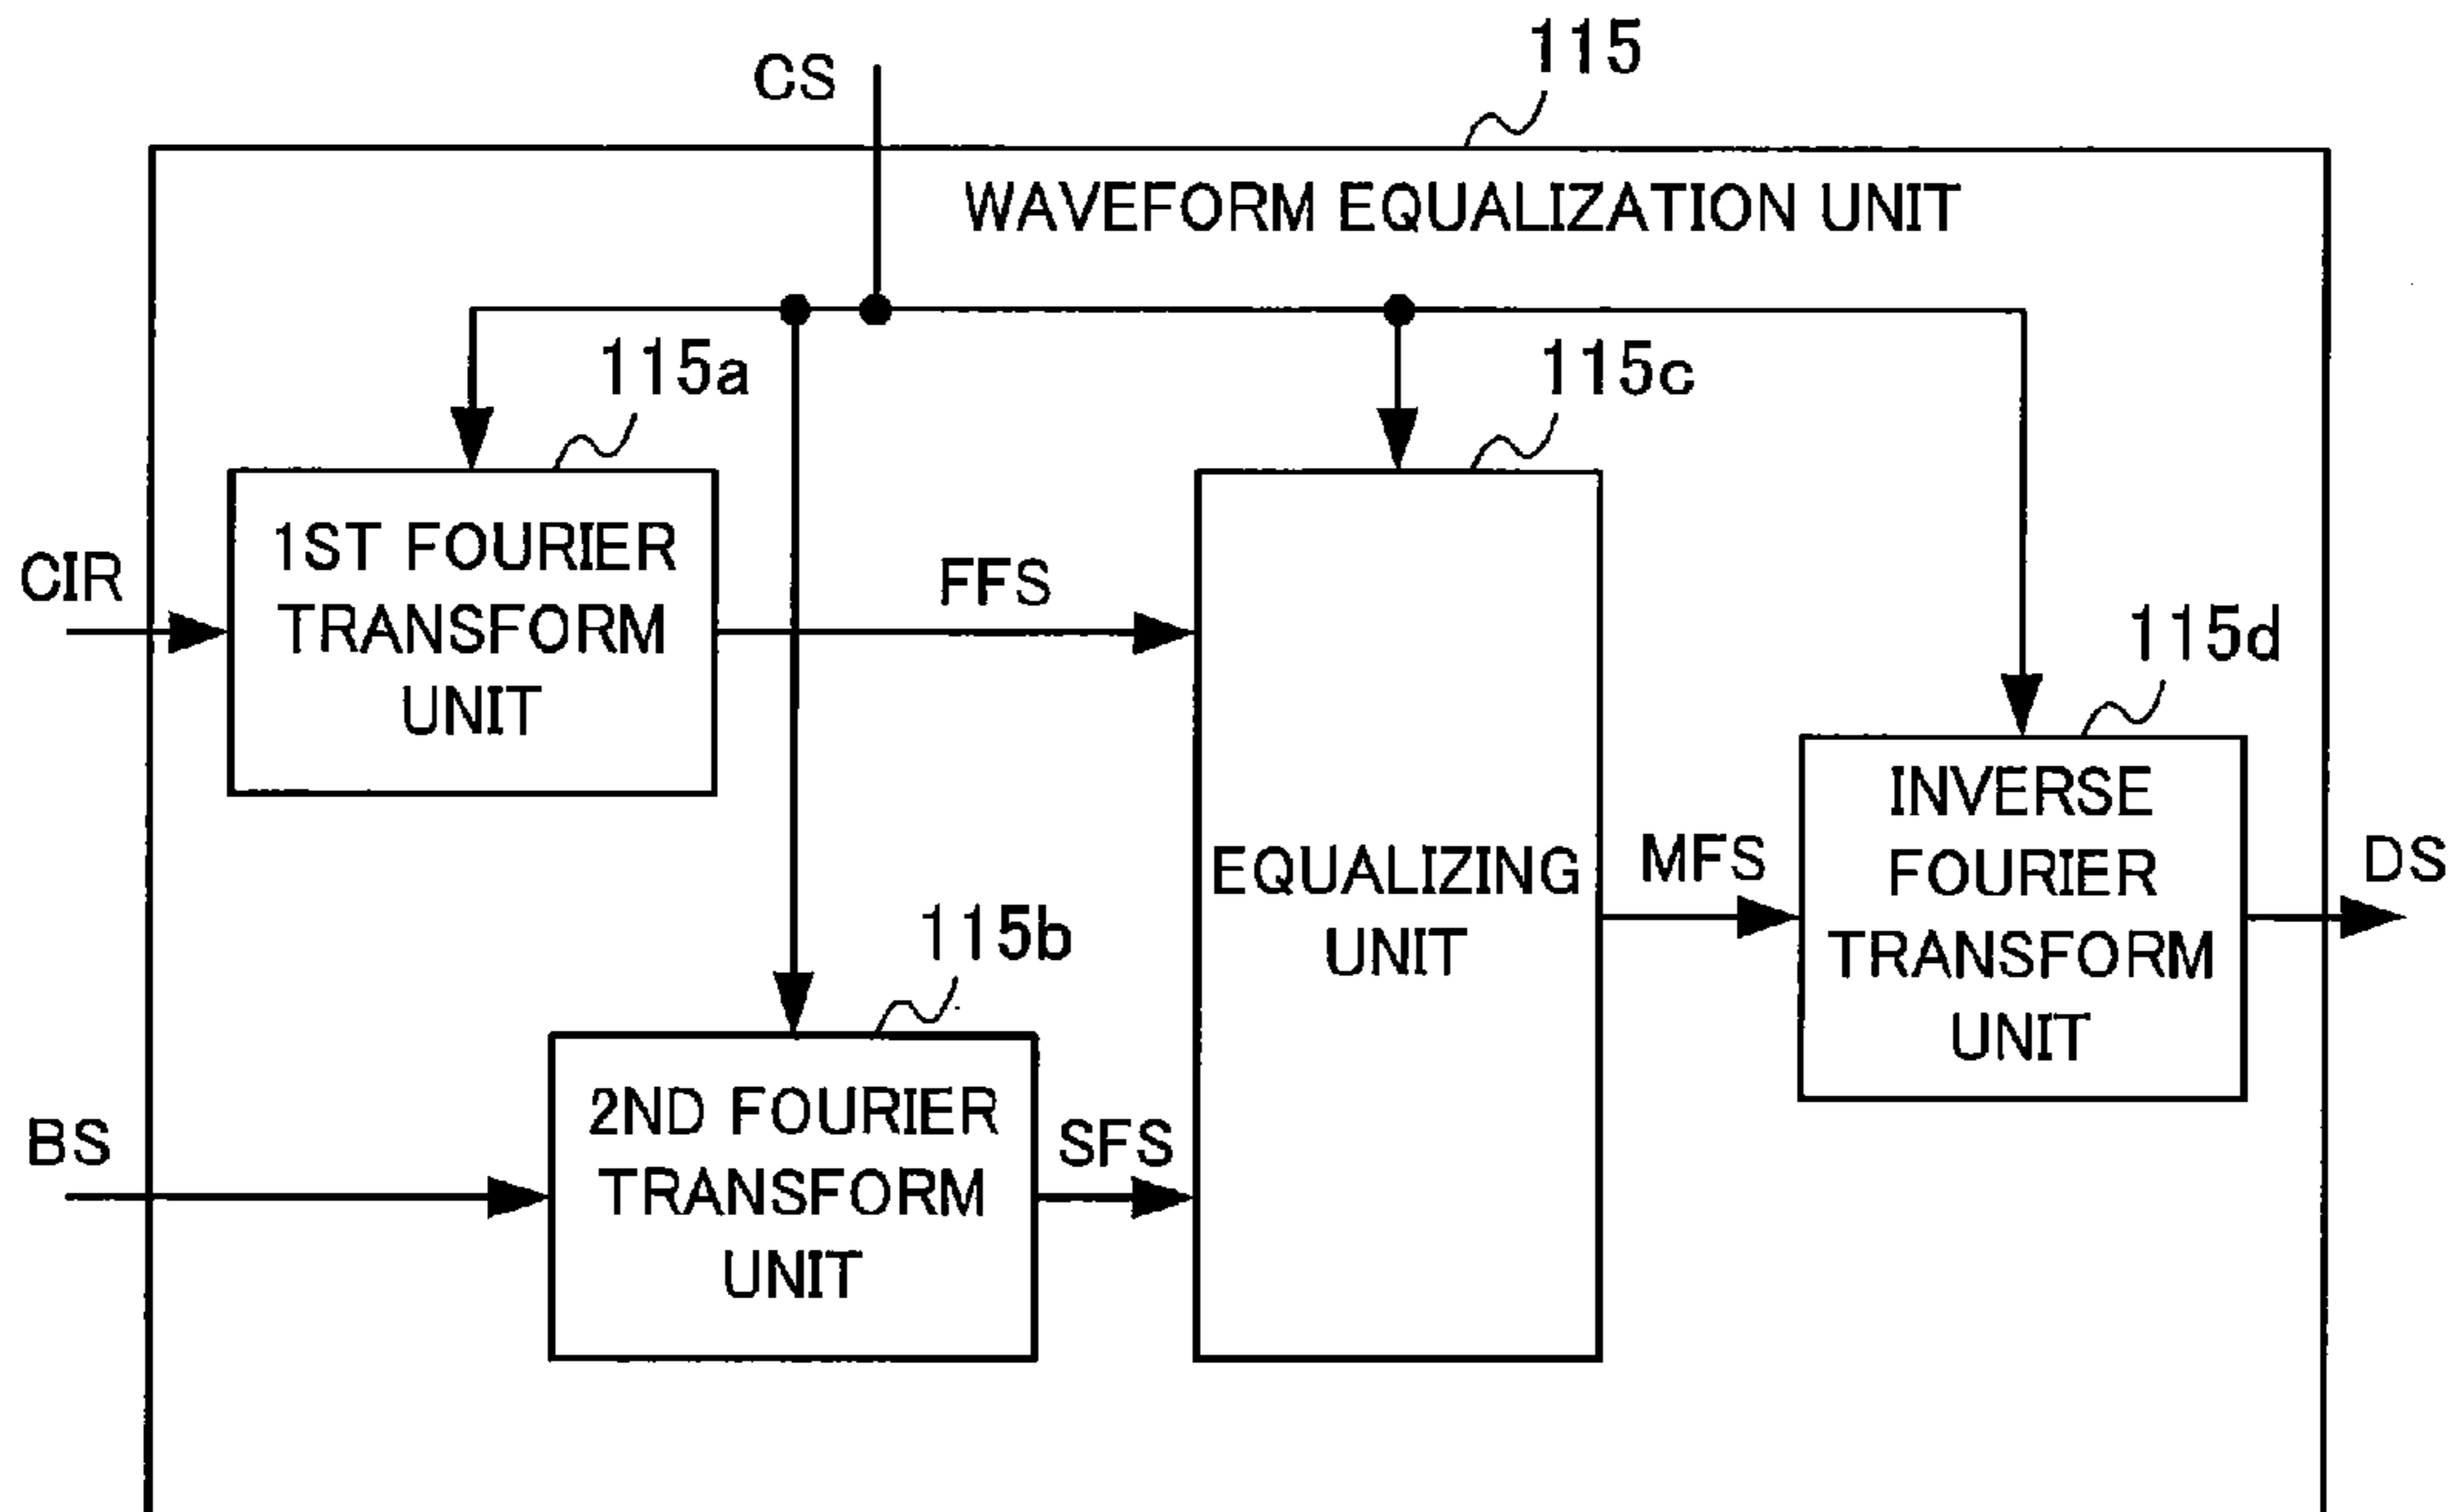 115
CS
WAVEFORM EQUALIZATION UNIT
115a
115c
1ST FOURIER
TRANSFORM
UNIT
CIR
FFS
115d
INVERSE
FOURIER
TRANSFORM
UNIT
EQUALIZING
UNIT
MFS
DS
115b
2ND FOURIER
TRANSFORM
UNIT
BS
SFS